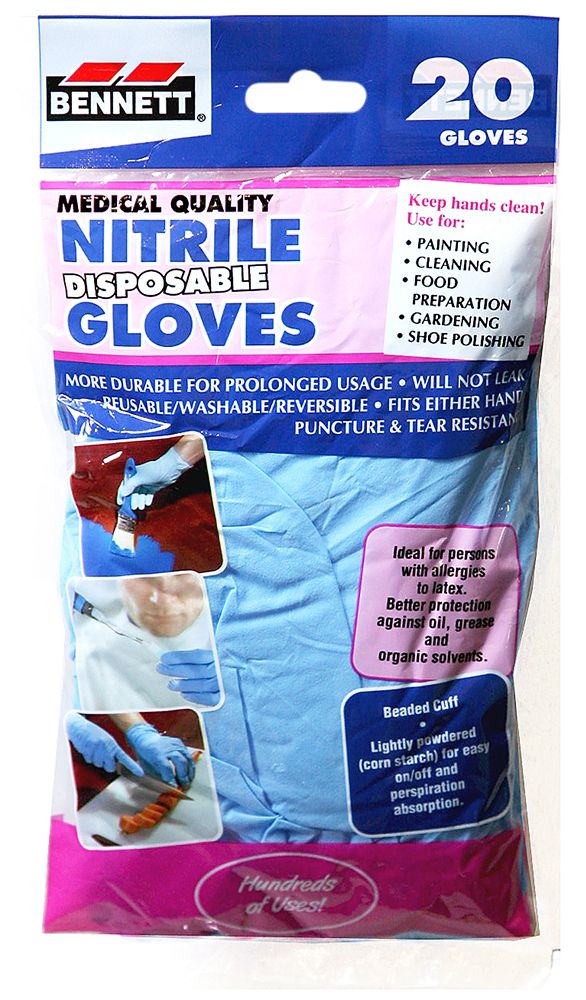 BENNETT®
20
GLOVES
MEDICAL QUALITY
NITRILE
DISPOSABLE
GLOVES
Keep hands clean!
Use for:
• PAINTING
• CLEANING
• FOOD
PREPARATION
• GARDENING
• SHOE POLISHING
MORE DURABLE FOR PROLONGED USAGE • WILL NOT LEAK
REUSABLE/WASHABLE/REVERSIBLE • FITS EITHER HAND
PUNCTURE & TEAR RESISTANT
Ideal for persons
with allergies
to latex.
Better protection
against oil, grease
and
organic solvents.
Beaded Cuff
•
Lightly powdered
(corn starch) for easy
on/off and
perspiration
absorption.
Hundreds
of Uses!